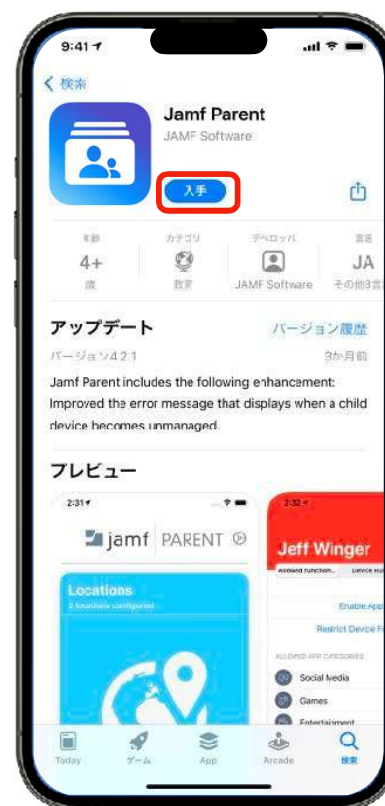 9:41
検索
Jamf Parent
JAMF Software
入手
年齢 カテゴリ デベロッパ 言語
4+ JA
歳 教育 JAMF Software その他3言
アップデート バージョン履歴
バージョン4.2.1 3か月前
Jamf Parent includes the following enhancement:
Improved the error message that displays when a child
device becomes unmanaged.
プレビュー
2:31
jamf PARENT
Locations
2 locations configured
2:32
Jeff Winger
Allowed function...
Enable App
Restrict Device F
ALLOWED APP CATEGORIES
Social Media
Games
Entertainment
Today ゲーム App Arcade 検索